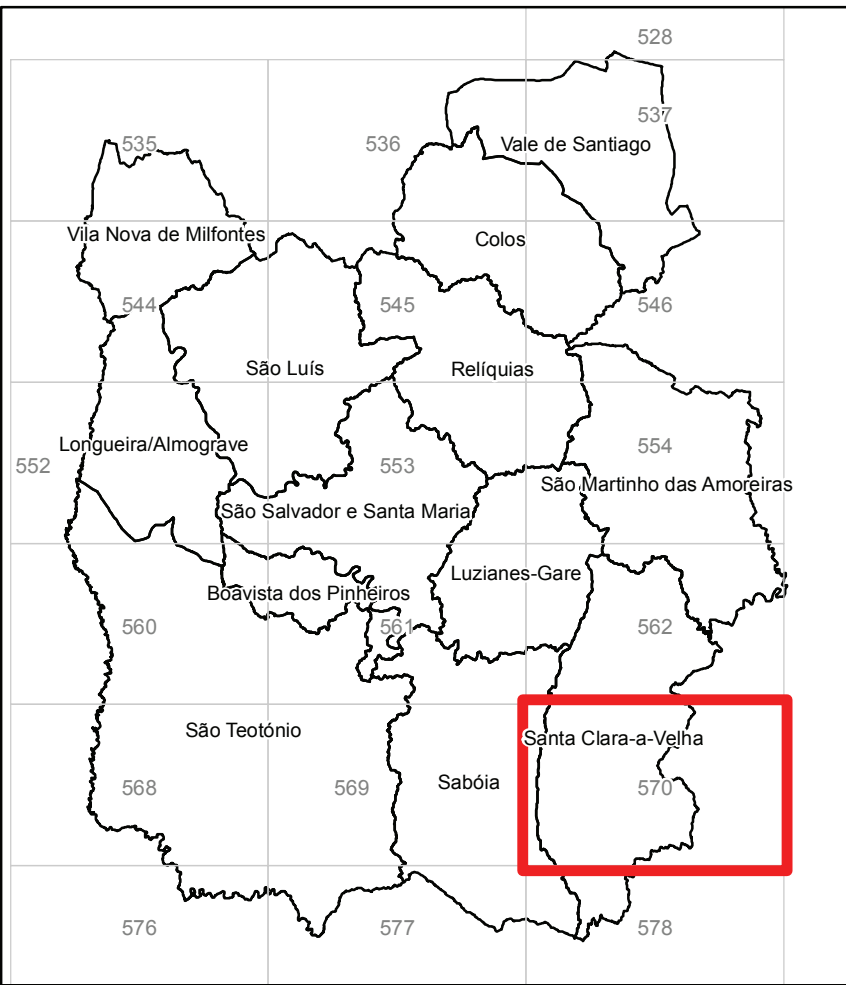 528
537
Vale de Santiago
535
536
Vila Nova de Milfontes
Colos
544
545
546
São Luís
Relíquias
Longueira/Almograve
554
552
553
São Martinho das Amoreiras
São Salvador e Santa Maria
Luzianes-Gare
Boavista dos Pinheiros
560
561
562
São Teotónio
Santa Clara-a-Velha
Sabóia
568
569
570
576
577
578